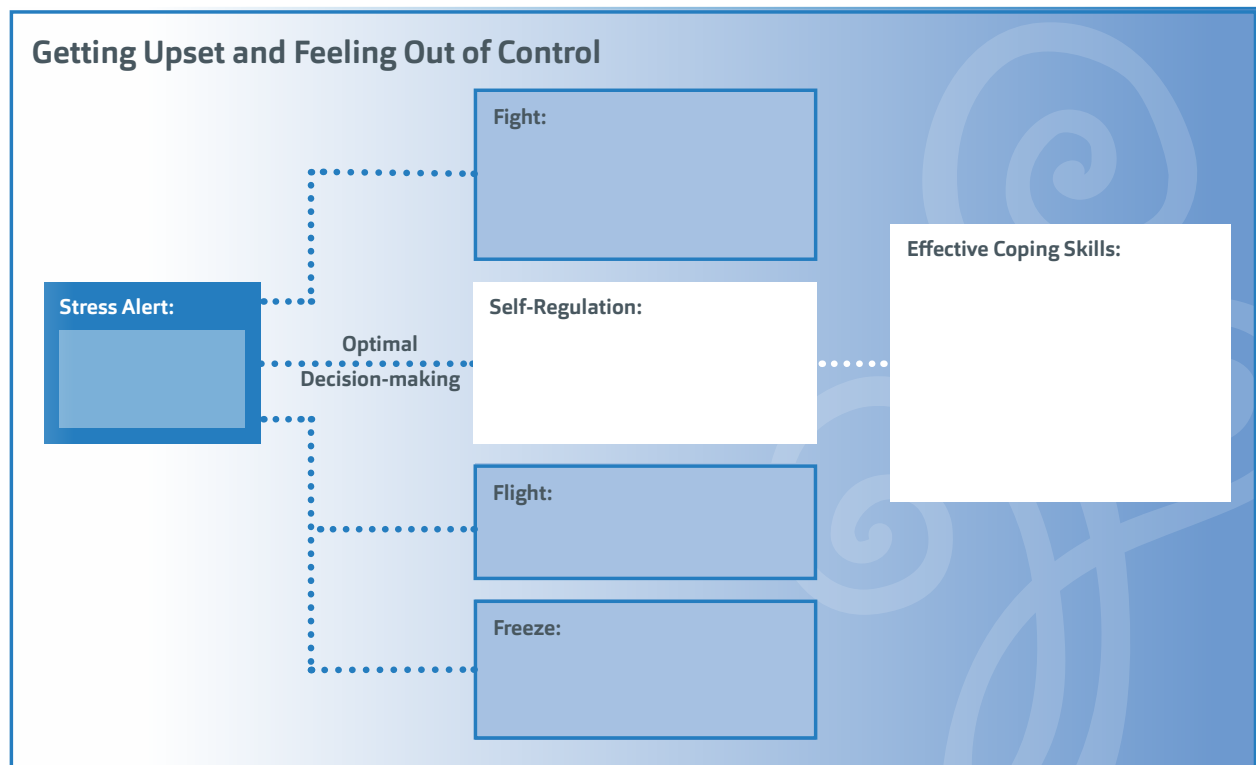 Getting Upset and Feeling Out of Control
Fight:
Effective Coping Skills:
Stress Alert:
Self-Regulation:
Optimal
Decision-making
Flight:
Freeze: